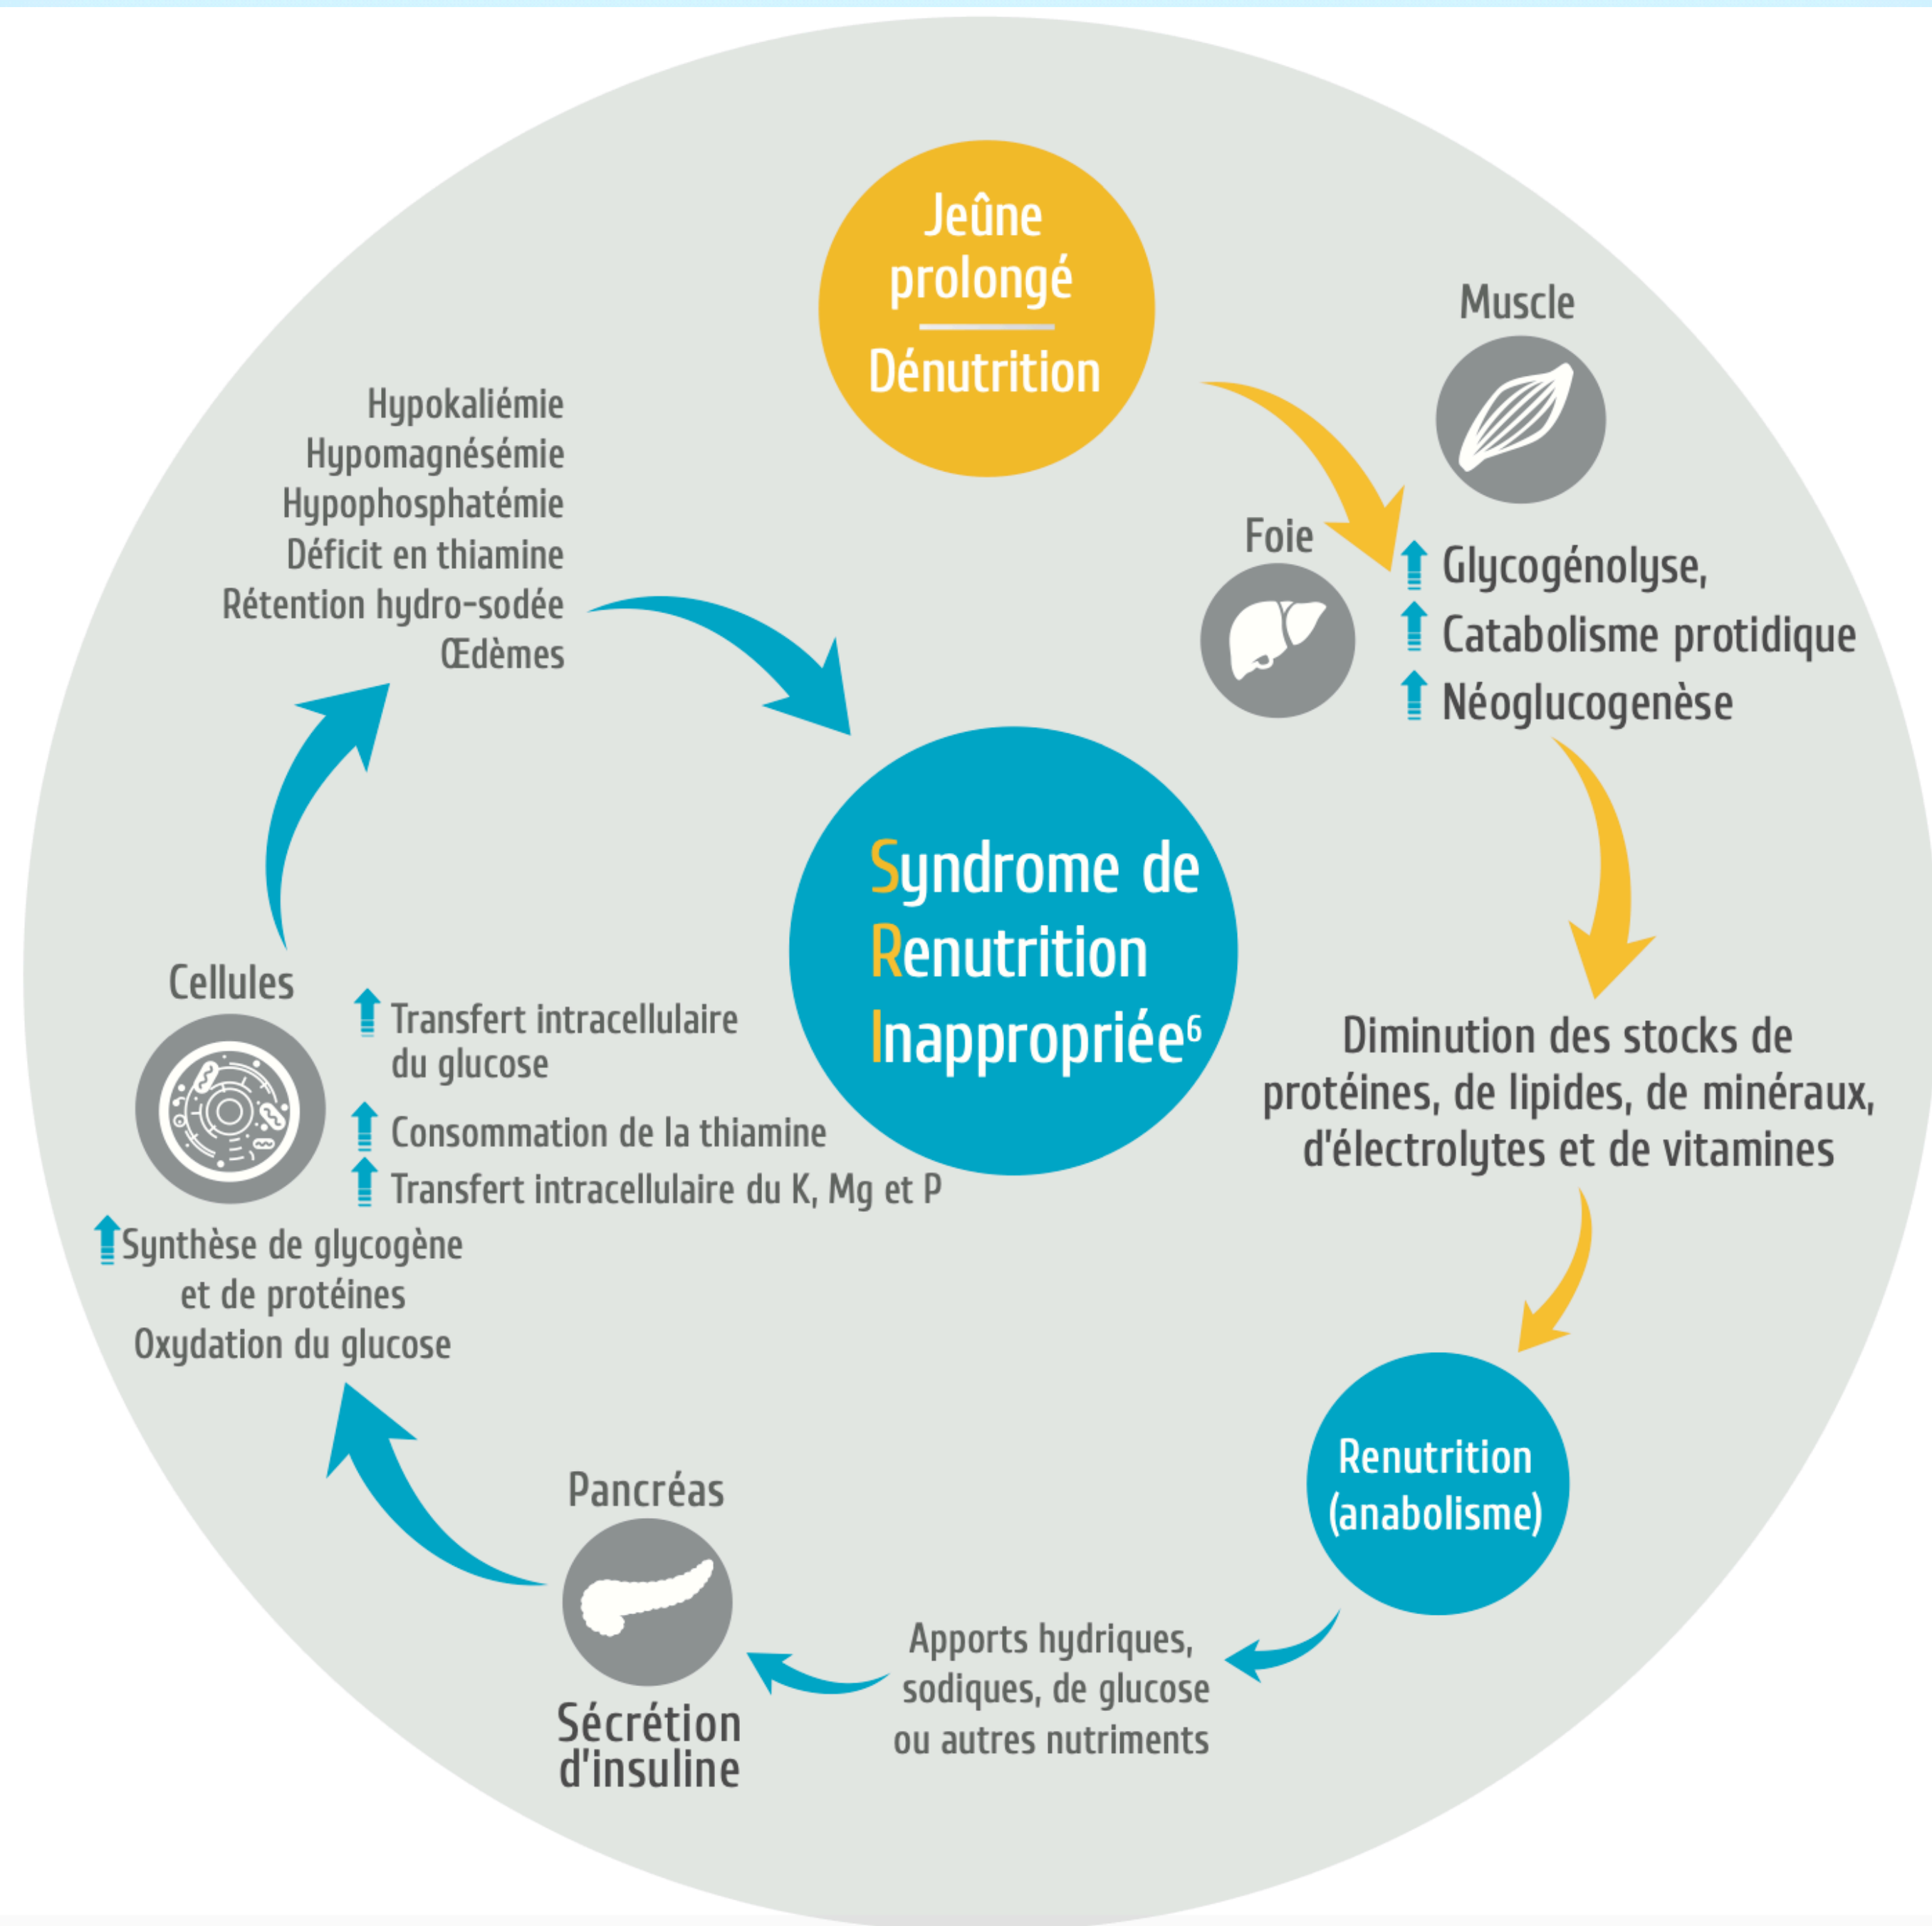 Jeûne
prolongé
Dénutrition
Muscle
Foie
Glycogénolyse,
Catabolisme protidique
Néoglucogenèse
Diminution des stocks de
protéines, de lipides, de minéraux,
d'électrolytes et de vitamines
Renutrition
(anabolisme)
Apports hydriques,
sodiques, de glucose
ou autres nutriments
Pancréas
Sécrétion
d'insuline
Cellules
Transfert intracellulaire
du glucose
Consommation de la thiamine
Transfert intracellulaire du K, Mg et P
Synthèse de glycogène
et de protéines
Oxydation du glucose
Hypokaliémie
Hypomagnésémie
Hypophosphatémie
Déficit en thiamine
Rétention hydro-sodée
Œdèmes
Syndrome de
Renutrition
Inappropriée⁶